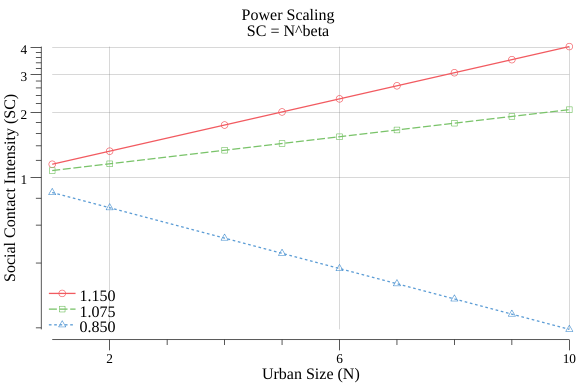 Power Scaling
SC = N^beta
Social Contact Intensity (SC)
4
3
2
1
1.150
1.075
0.850
2
6
10
Urban Size (N)